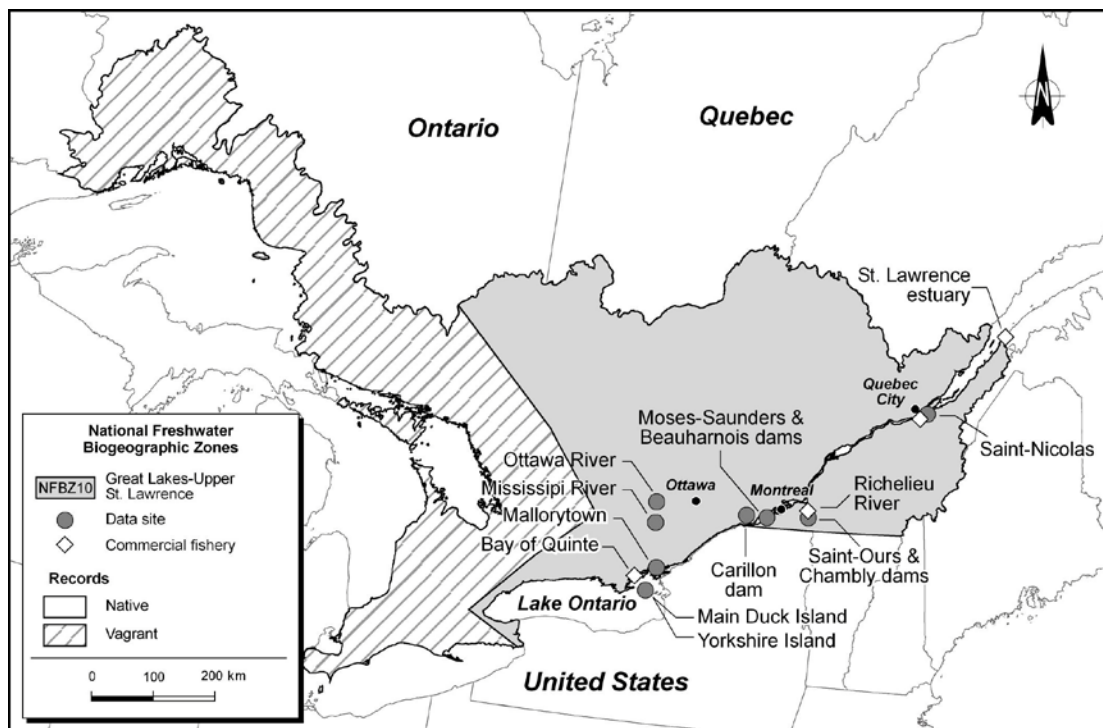 Ontario
Quebec
N
St. Lawrence
estuary
Quebec
City
Moses-Saunders &
Beauharnois dams
Saint-Nicolas
Ottawa River
Mississipi River
Ottawa
Montreal
Richelieu
River
Mallorytown
Bay of Quinte
Carillon
dam
Saint-Ours &
Chambly dams
Lake Ontario
Main Duck Island
Yorkshire Island
United States
National Freshwater
Biogeographic Zones
NFBZ10
Great Lakes-Upper
St. Lawrence
Data site
Commercial fishery
Records
Native
Vagrant
0 100 200 km